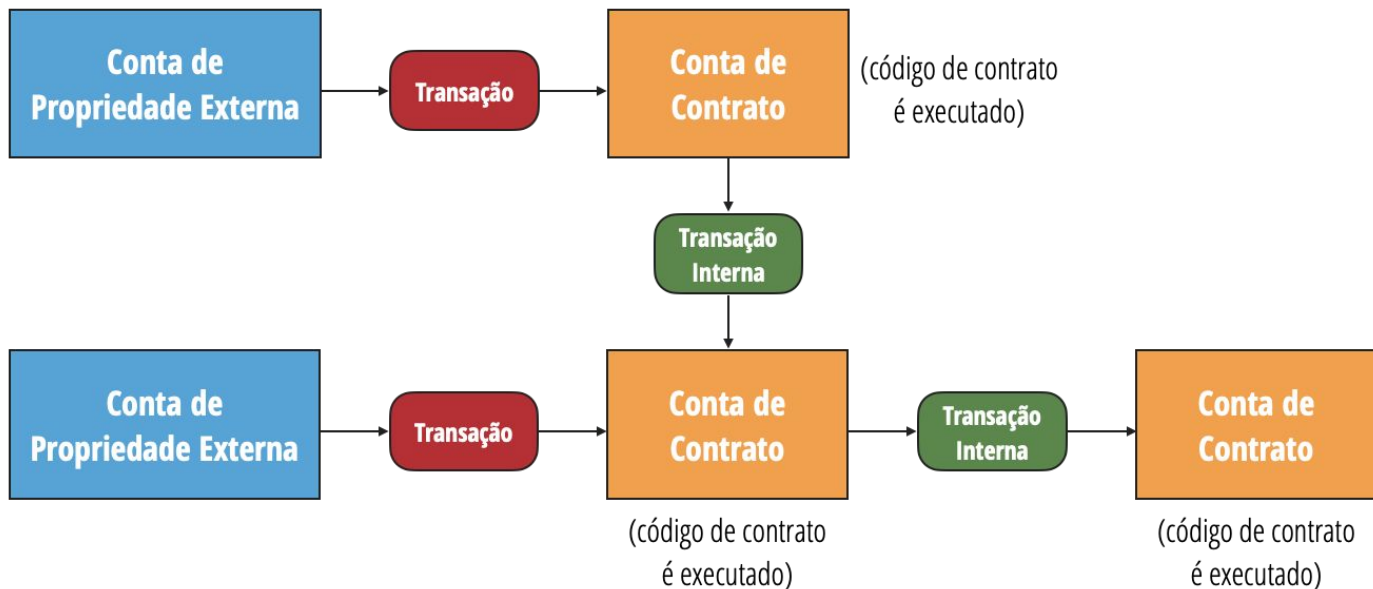 Conta de
Propriedade Externa
Transação
Conta de
Contrato
(código de contrato
é executado)
Transação
Interna
Conta de
Propriedade Externa
Transação
Conta de
Contrato
Transação
Interna
Conta de
Contrato
(código de contrato
é executado)
(código de contrato
é executado)